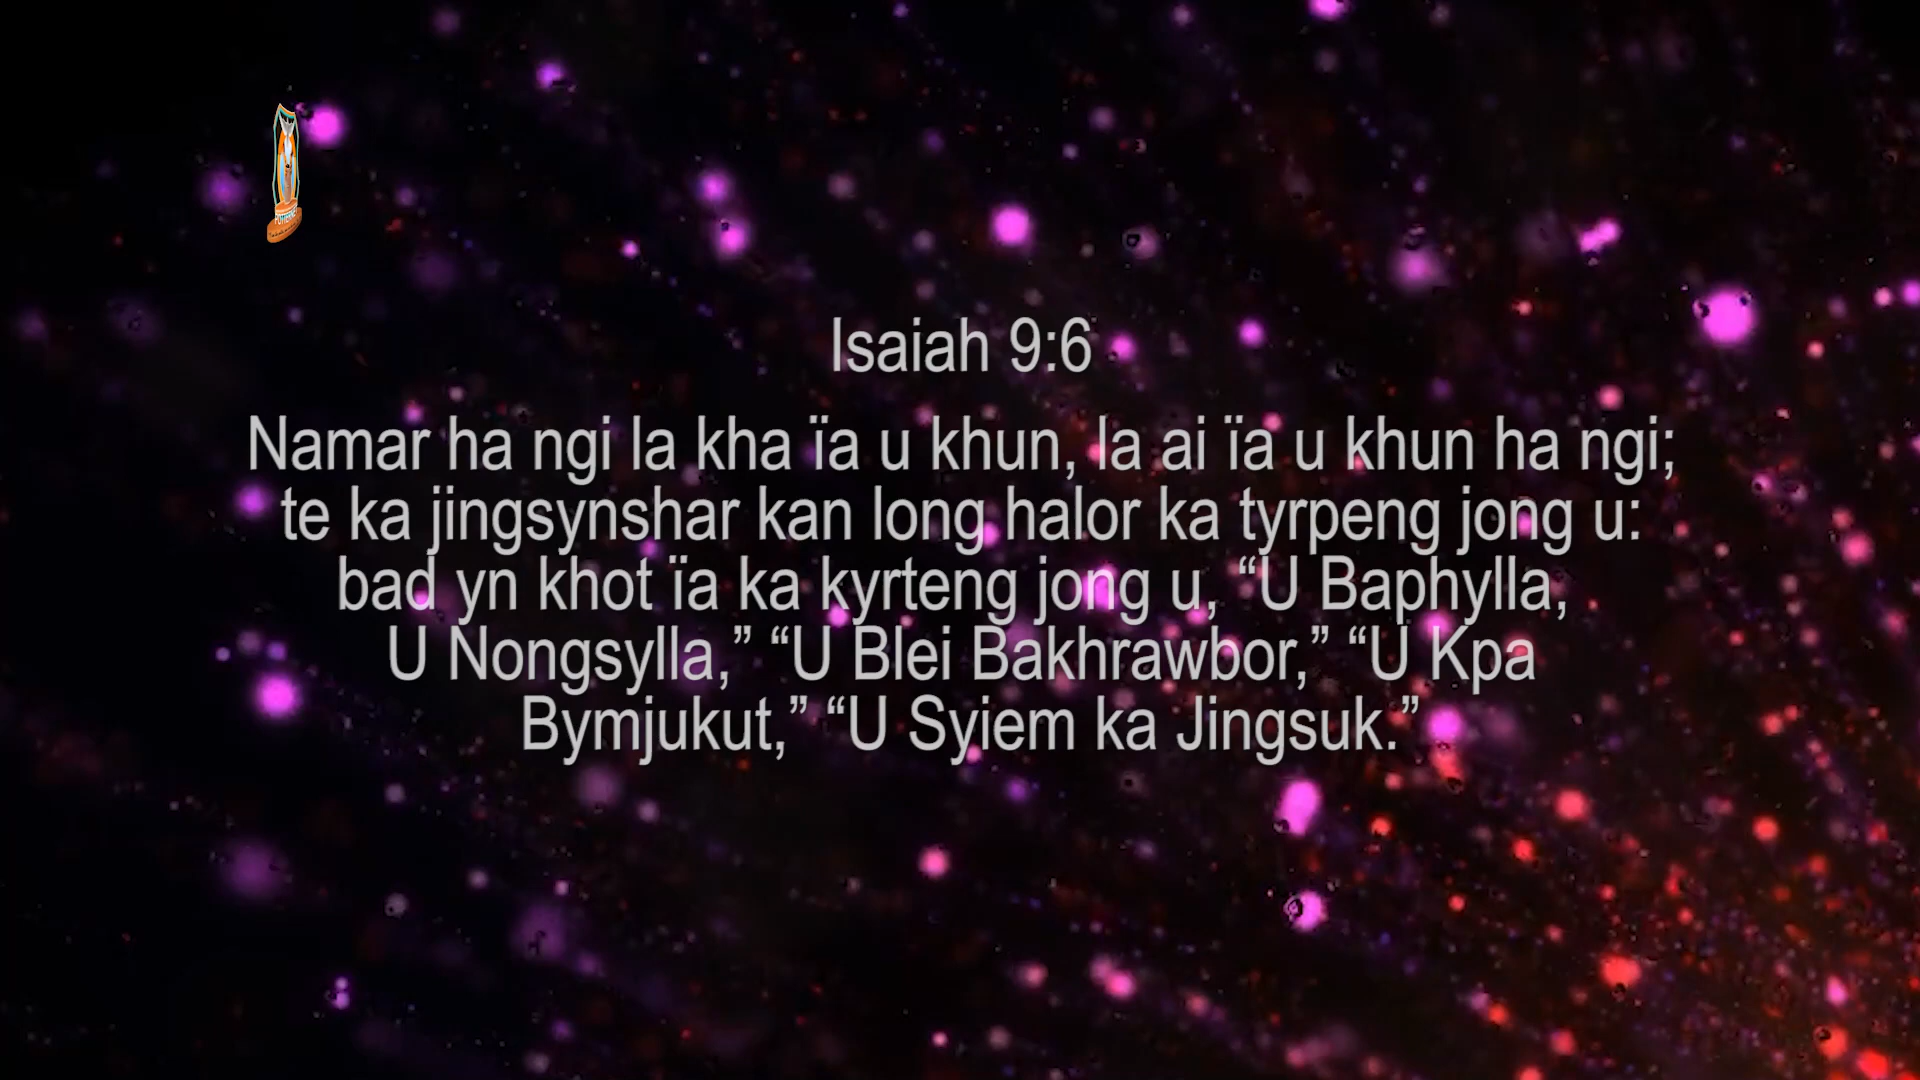 Isaiah 9:6
Namar ha ngi la kha ïa u khun, la ai ïa u khun ha ngi;
te ka jingsynshar kan long halor ka tyrpeng jong u:
bad yn khot ïa ka kyrteng jong u, “U Baphylla,
U Nongsylla,” “U Blei Bakhrawbor,” “U Kpa
Bymjukut,” “U Syiem ka Jingsuk.”